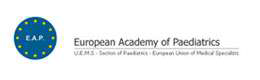 E.A.P.
European Academy of Paediatrics
U.E.M.S - Section of Paediatrics - European Union of Medical Specialists